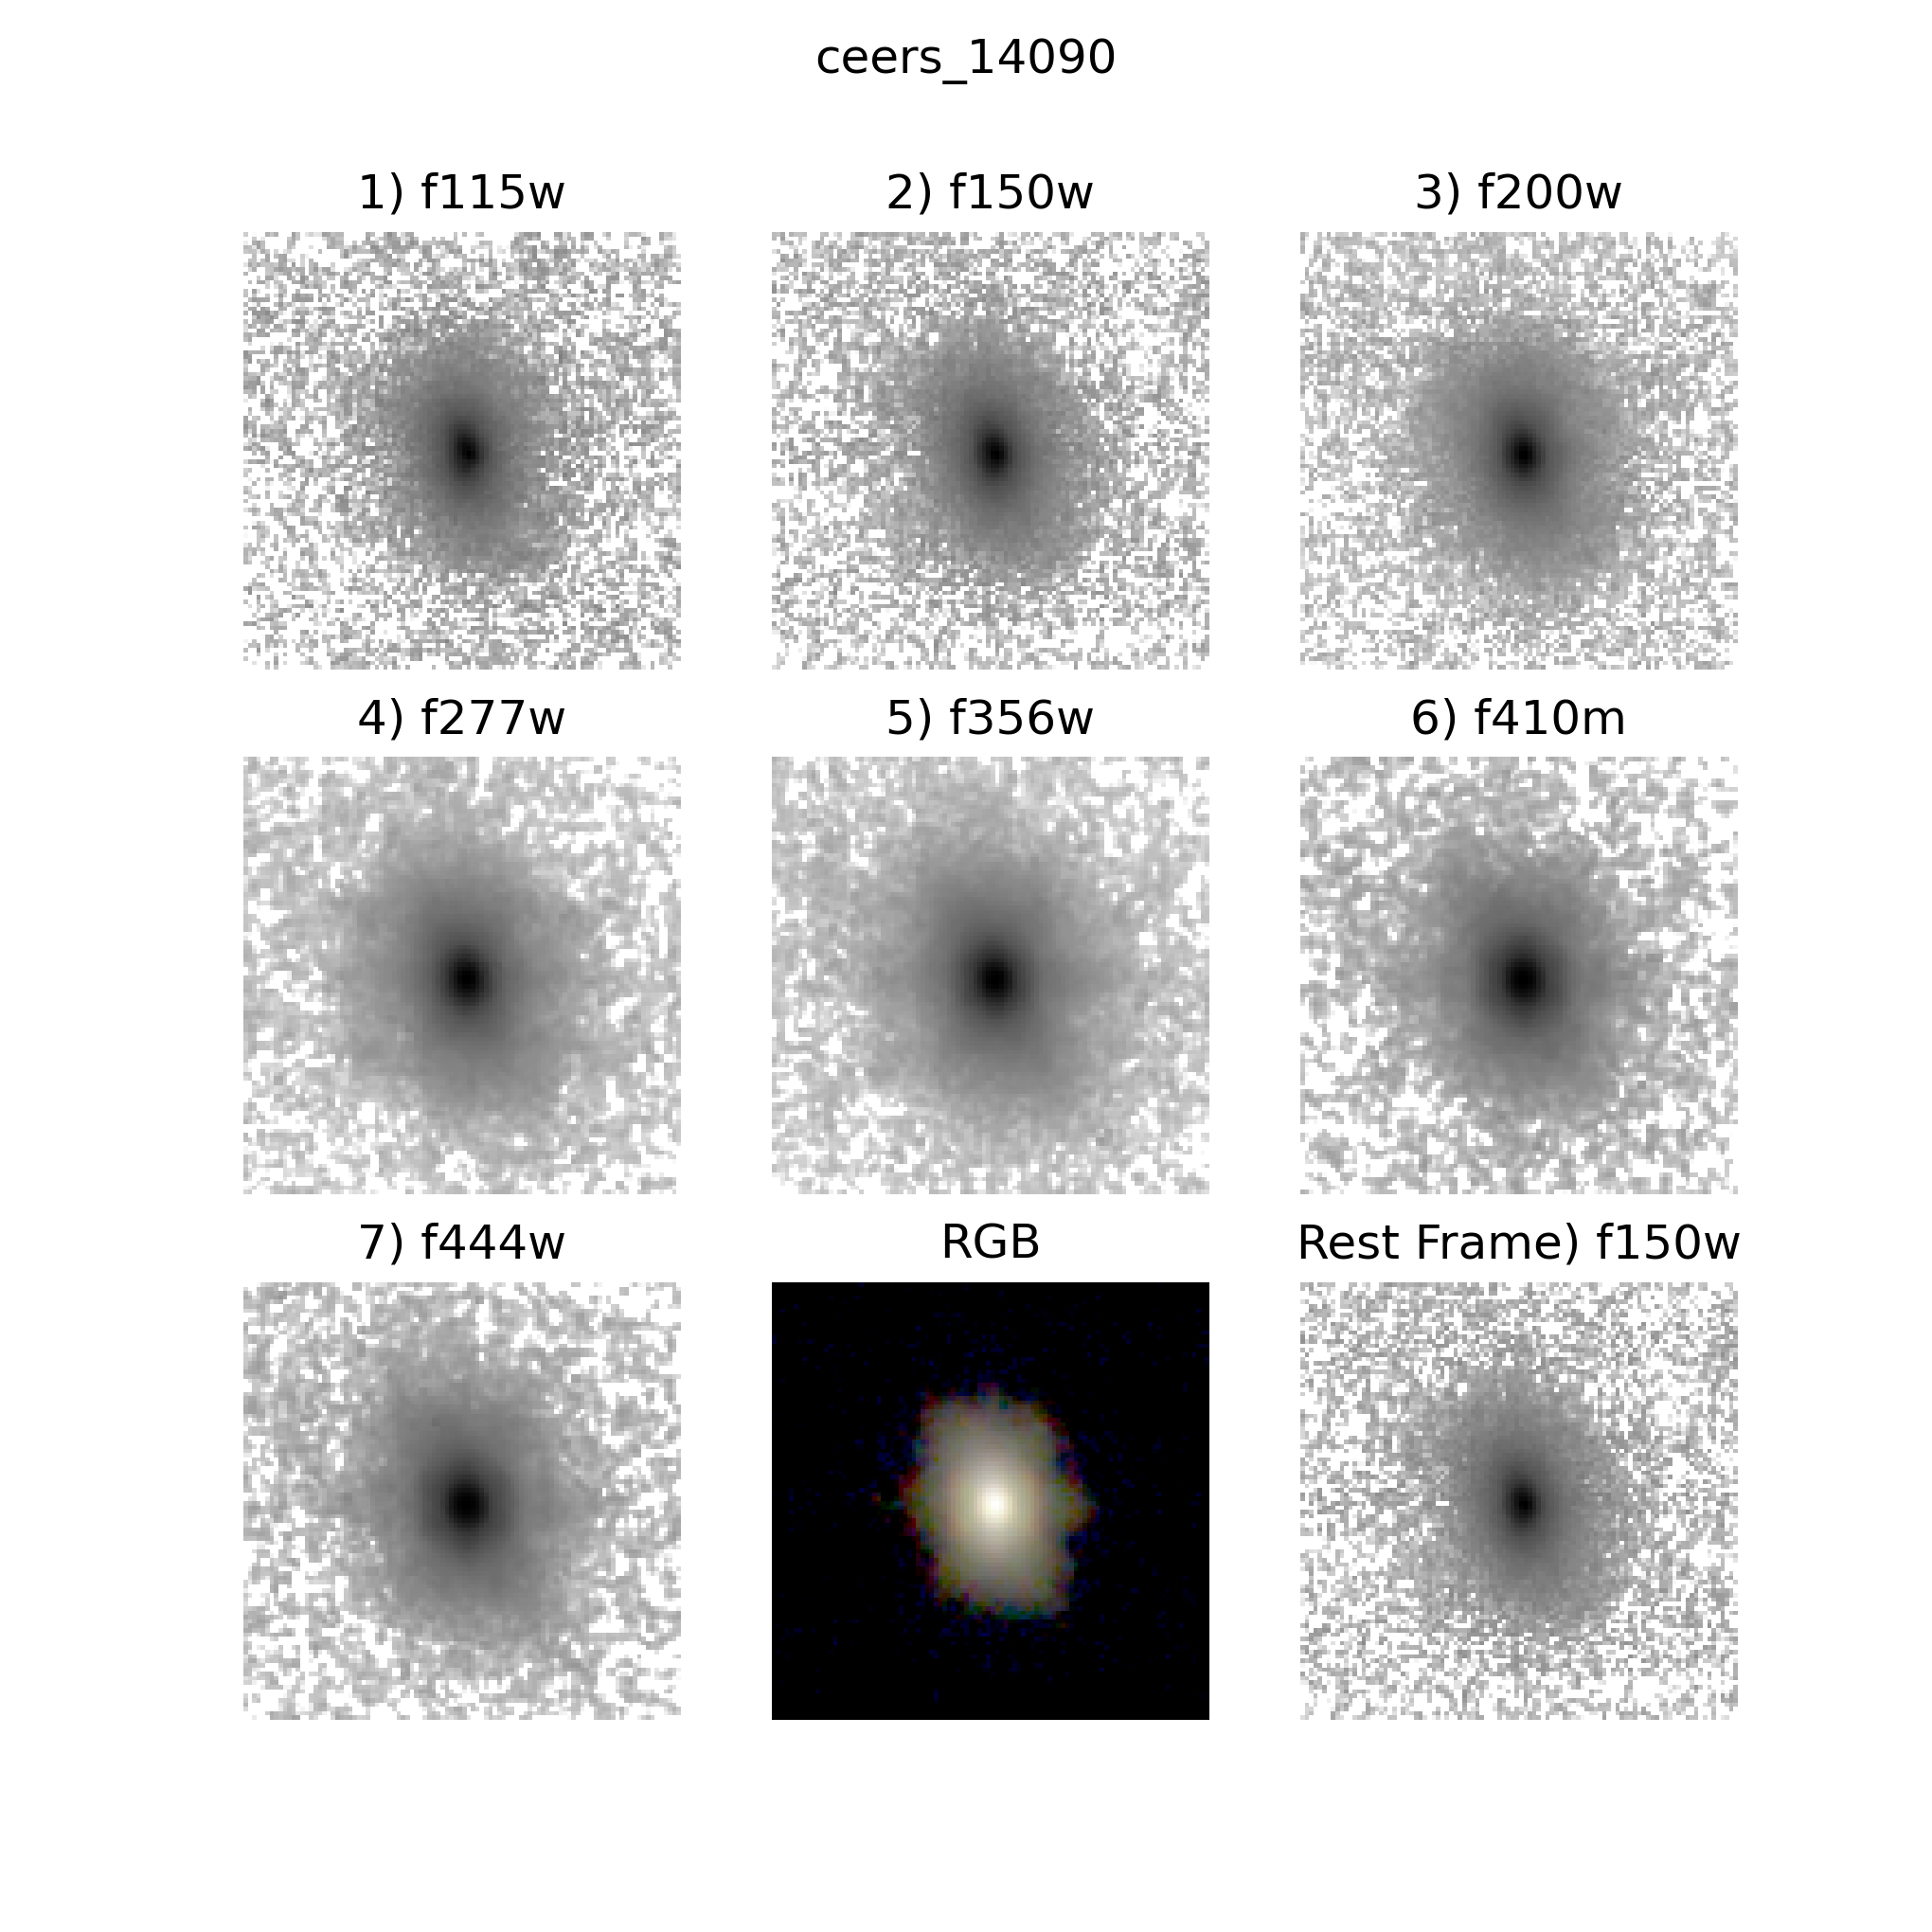 ceers_14090
1) f115w
2) f150w
3) f200w
4) f277w
5) f356w
6) f410m
7) f444w
RGB
Rest Frame) f150w